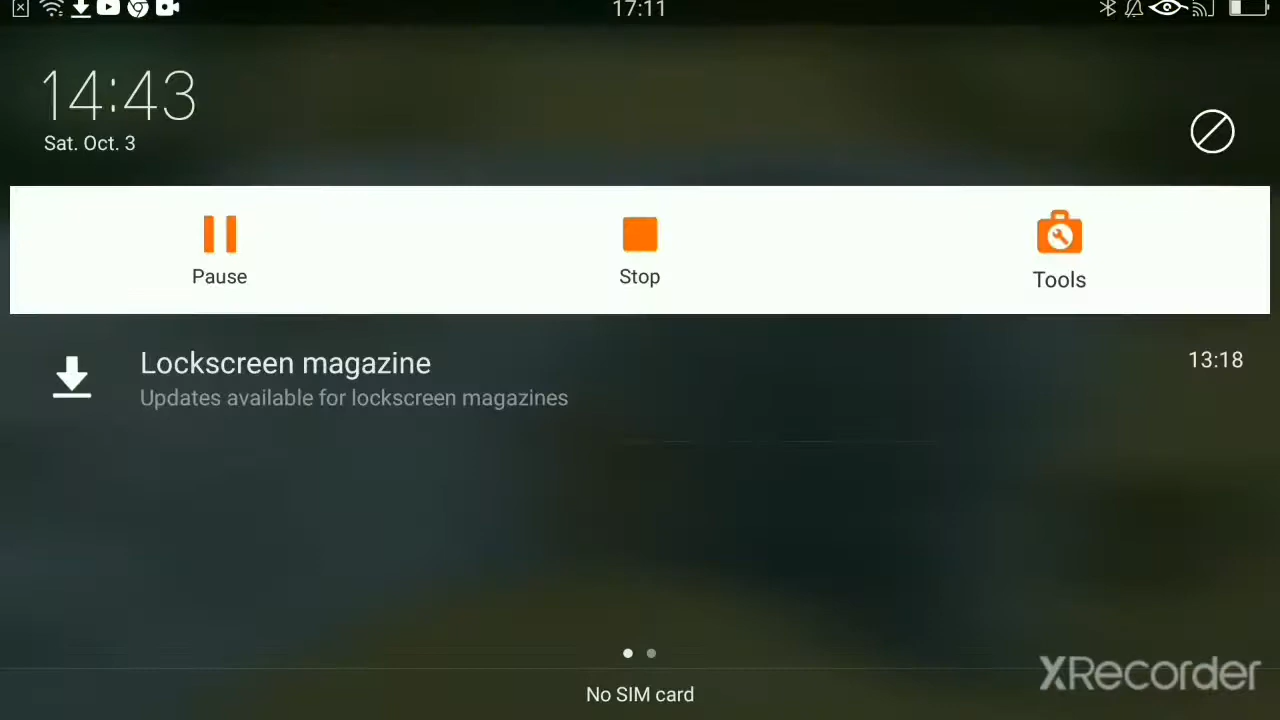 17:11
14:43
Sat. Oct. 3
Pause
Stop
Tools
Lockscreen magazine
13:18
Updates available for lockscreen magazines
No SIM card
XRecorder